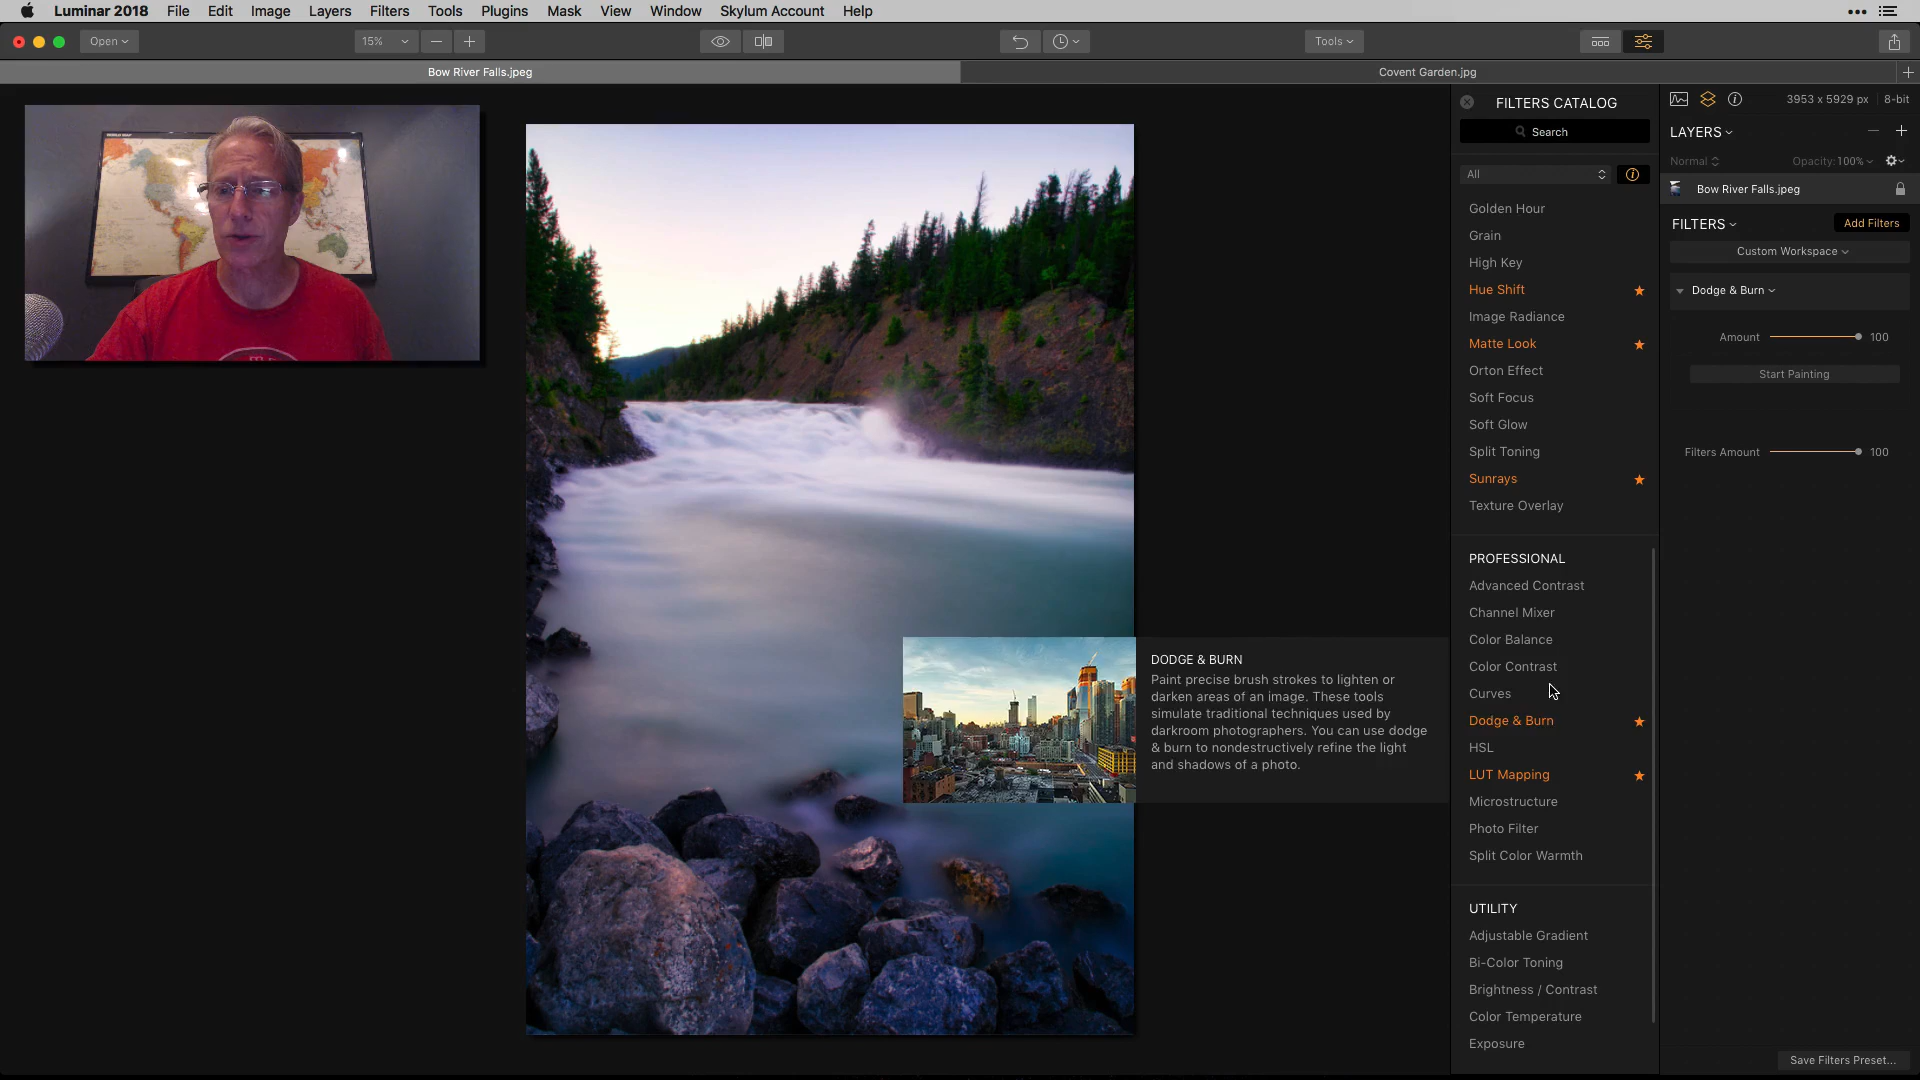 Luminar 2018 File Edit Image Layers Filters Tools Plugins Mask View Window Skylum Account Help
Open 15% Tools
Bow River Falls.jpeg Covent Garden.jpg
FILTERS CATALOG
Search
All
Golden Hour
Grain
High Key
Hue Shift
Image Radiance
Matte Look
Orton Effect
Soft Focus
Soft Glow
Split Toning
Sunrays
Texture Overlay
PROFESSIONAL
Advanced Contrast
Channel Mixer
Color Balance
Color Contrast
Curves
Dodge & Burn
HSL
LUT Mapping
Microstructure
Photo Filter
Split Color Warmth
UTILITY
Adjustable Gradient
Bi-Color Toning
Brightness / Contrast
Color Temperature
Exposure
DODGE & BURN
Paint precise brush strokes to lighten or
darken areas of an image. These tools
simulate traditional techniques used by
darkroom photographers. You can use dodge
& burn to nondestructively refine the light
and shadows of a photo.
3953 x 5929 px 8-bit
LAYERS
Normal Opacity: 100%
Bow River Falls.jpeg
FILTERS Add Filters
Custom Workspace
Dodge & Burn
Amount 100
Start Painting
Filters Amount 100
Save Filters Preset...